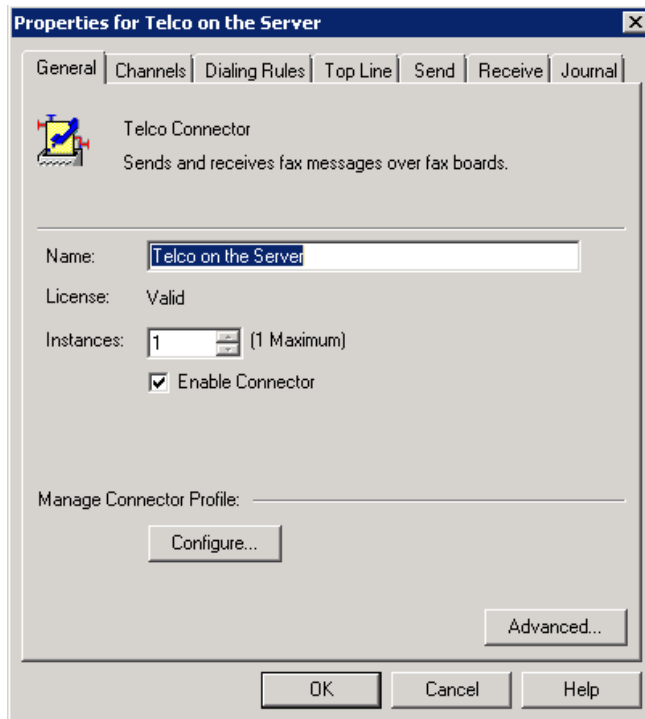 Properties for Telco on the Server
General Channels Dialing Rules Top Line Send Receive Journal
Telco Connector
Sends and receives fax messages over fax boards.
Name: Telco on the Server
License: Valid
Instances: 1 (1 Maximum)
Enable Connector
Manage Connector Profile:
Configure...
Advanced...
OK Cancel Help